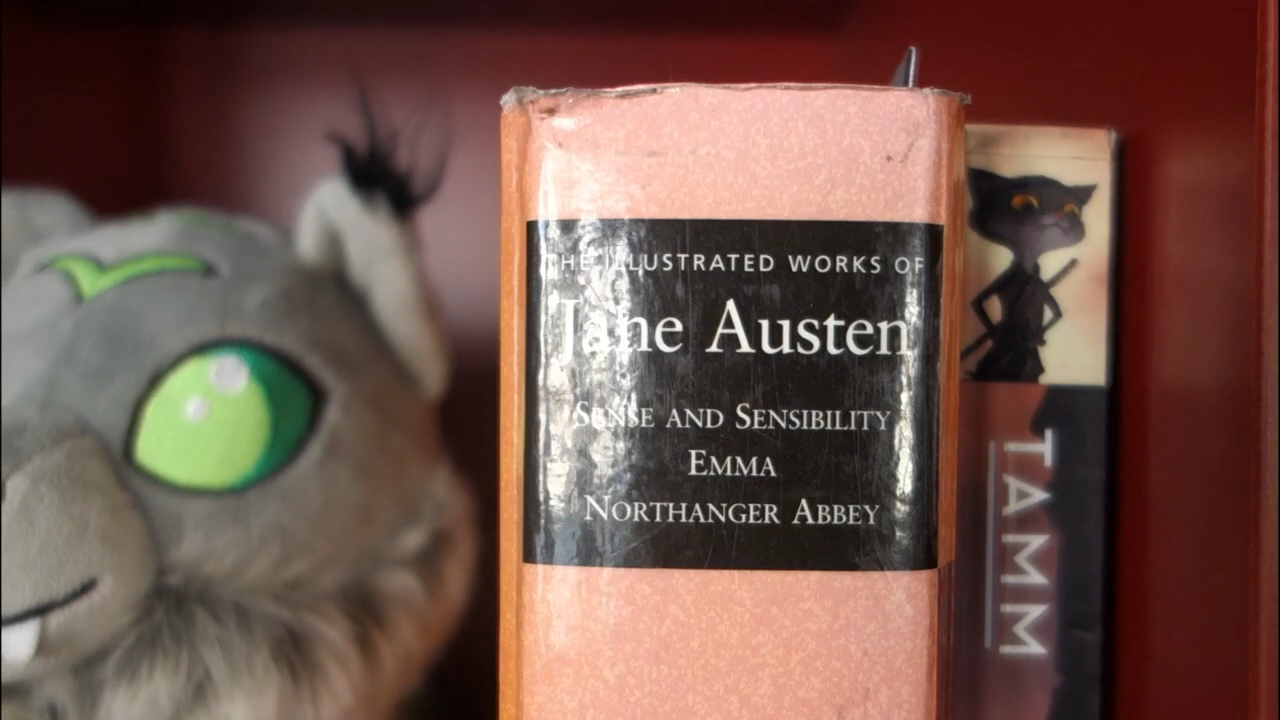 THE ILLUSTRATED WORKS OF
Jane Austen
SENSE AND SENSIBILITY
EMMA
NORTHANGER ABBEY
TAMM